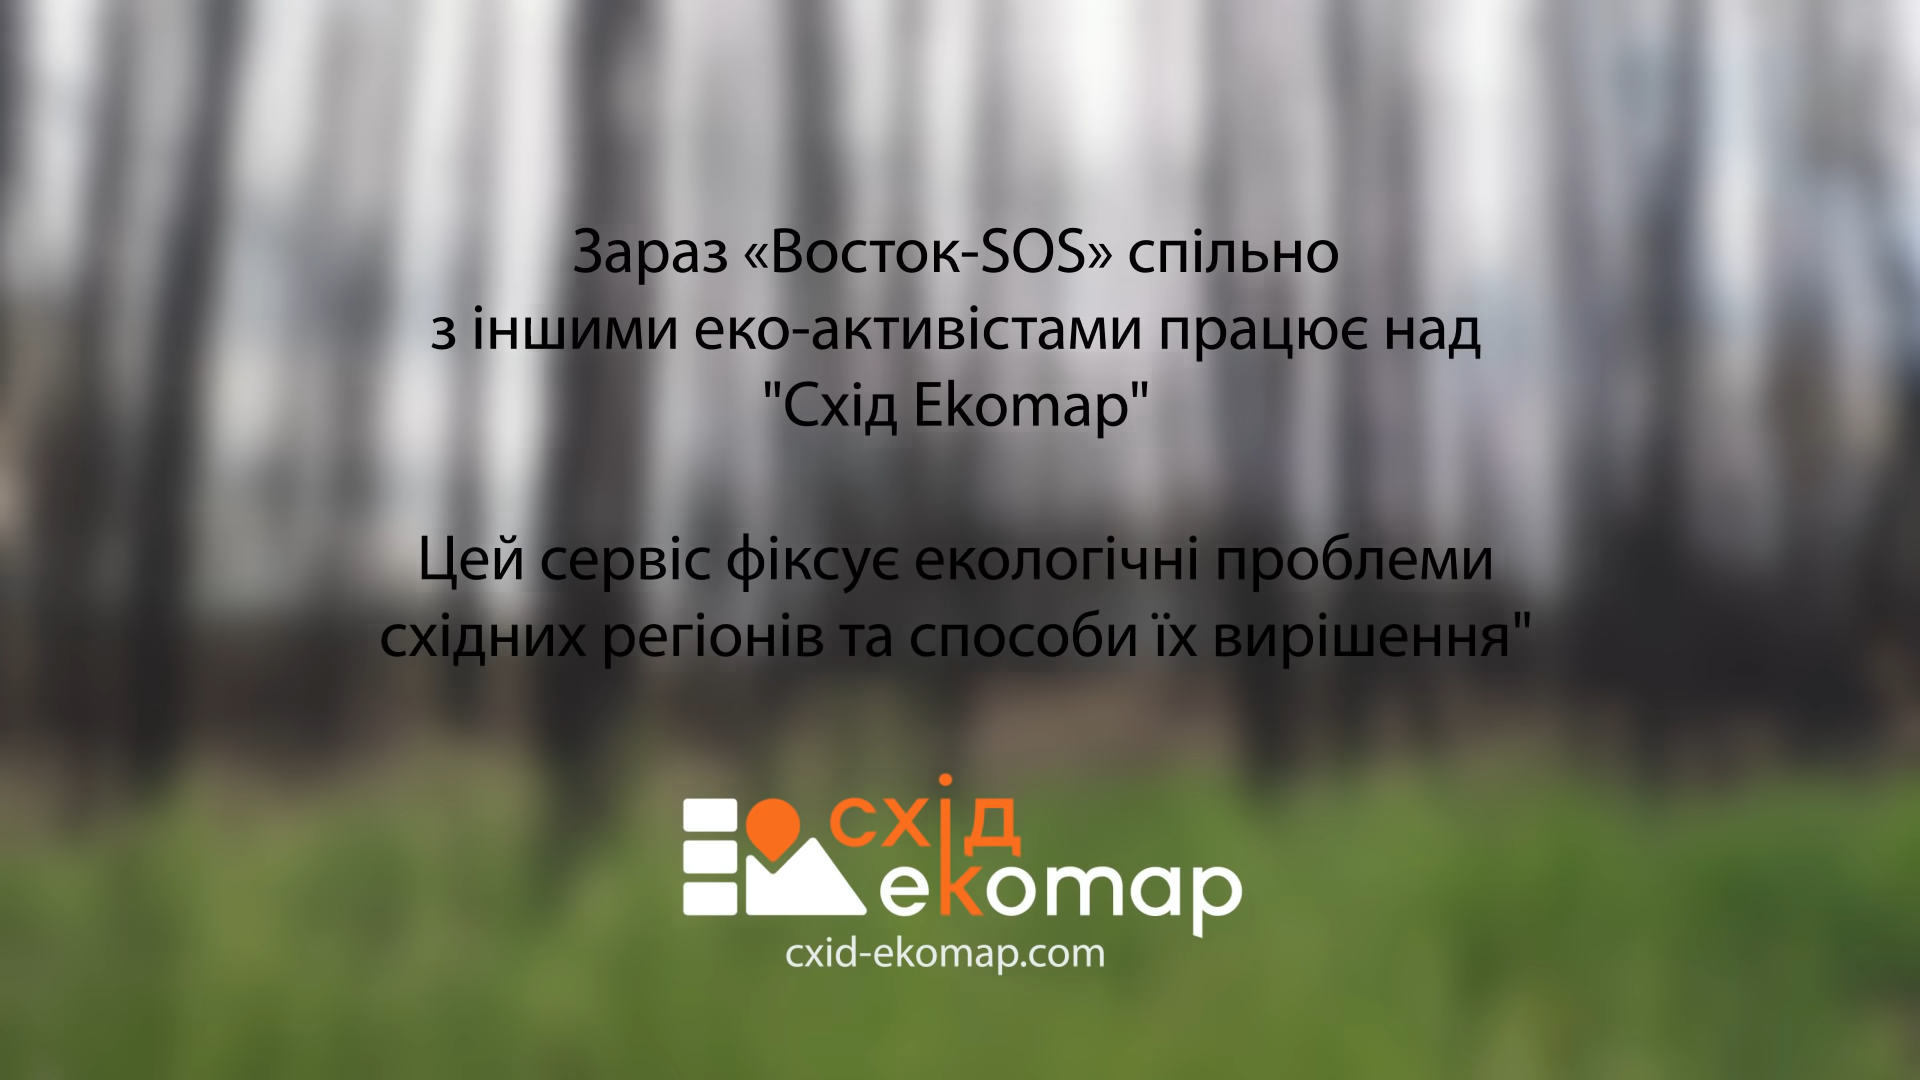 Зараз «Восток-SOS» спільно
з іншими еко-активістами працює над
"Схід Ekomap"
Цей сервіс фіксує екологічні проблеми
східних регіонів та способи їх вирішення"
схід
екомар
cxid-ekomap.com